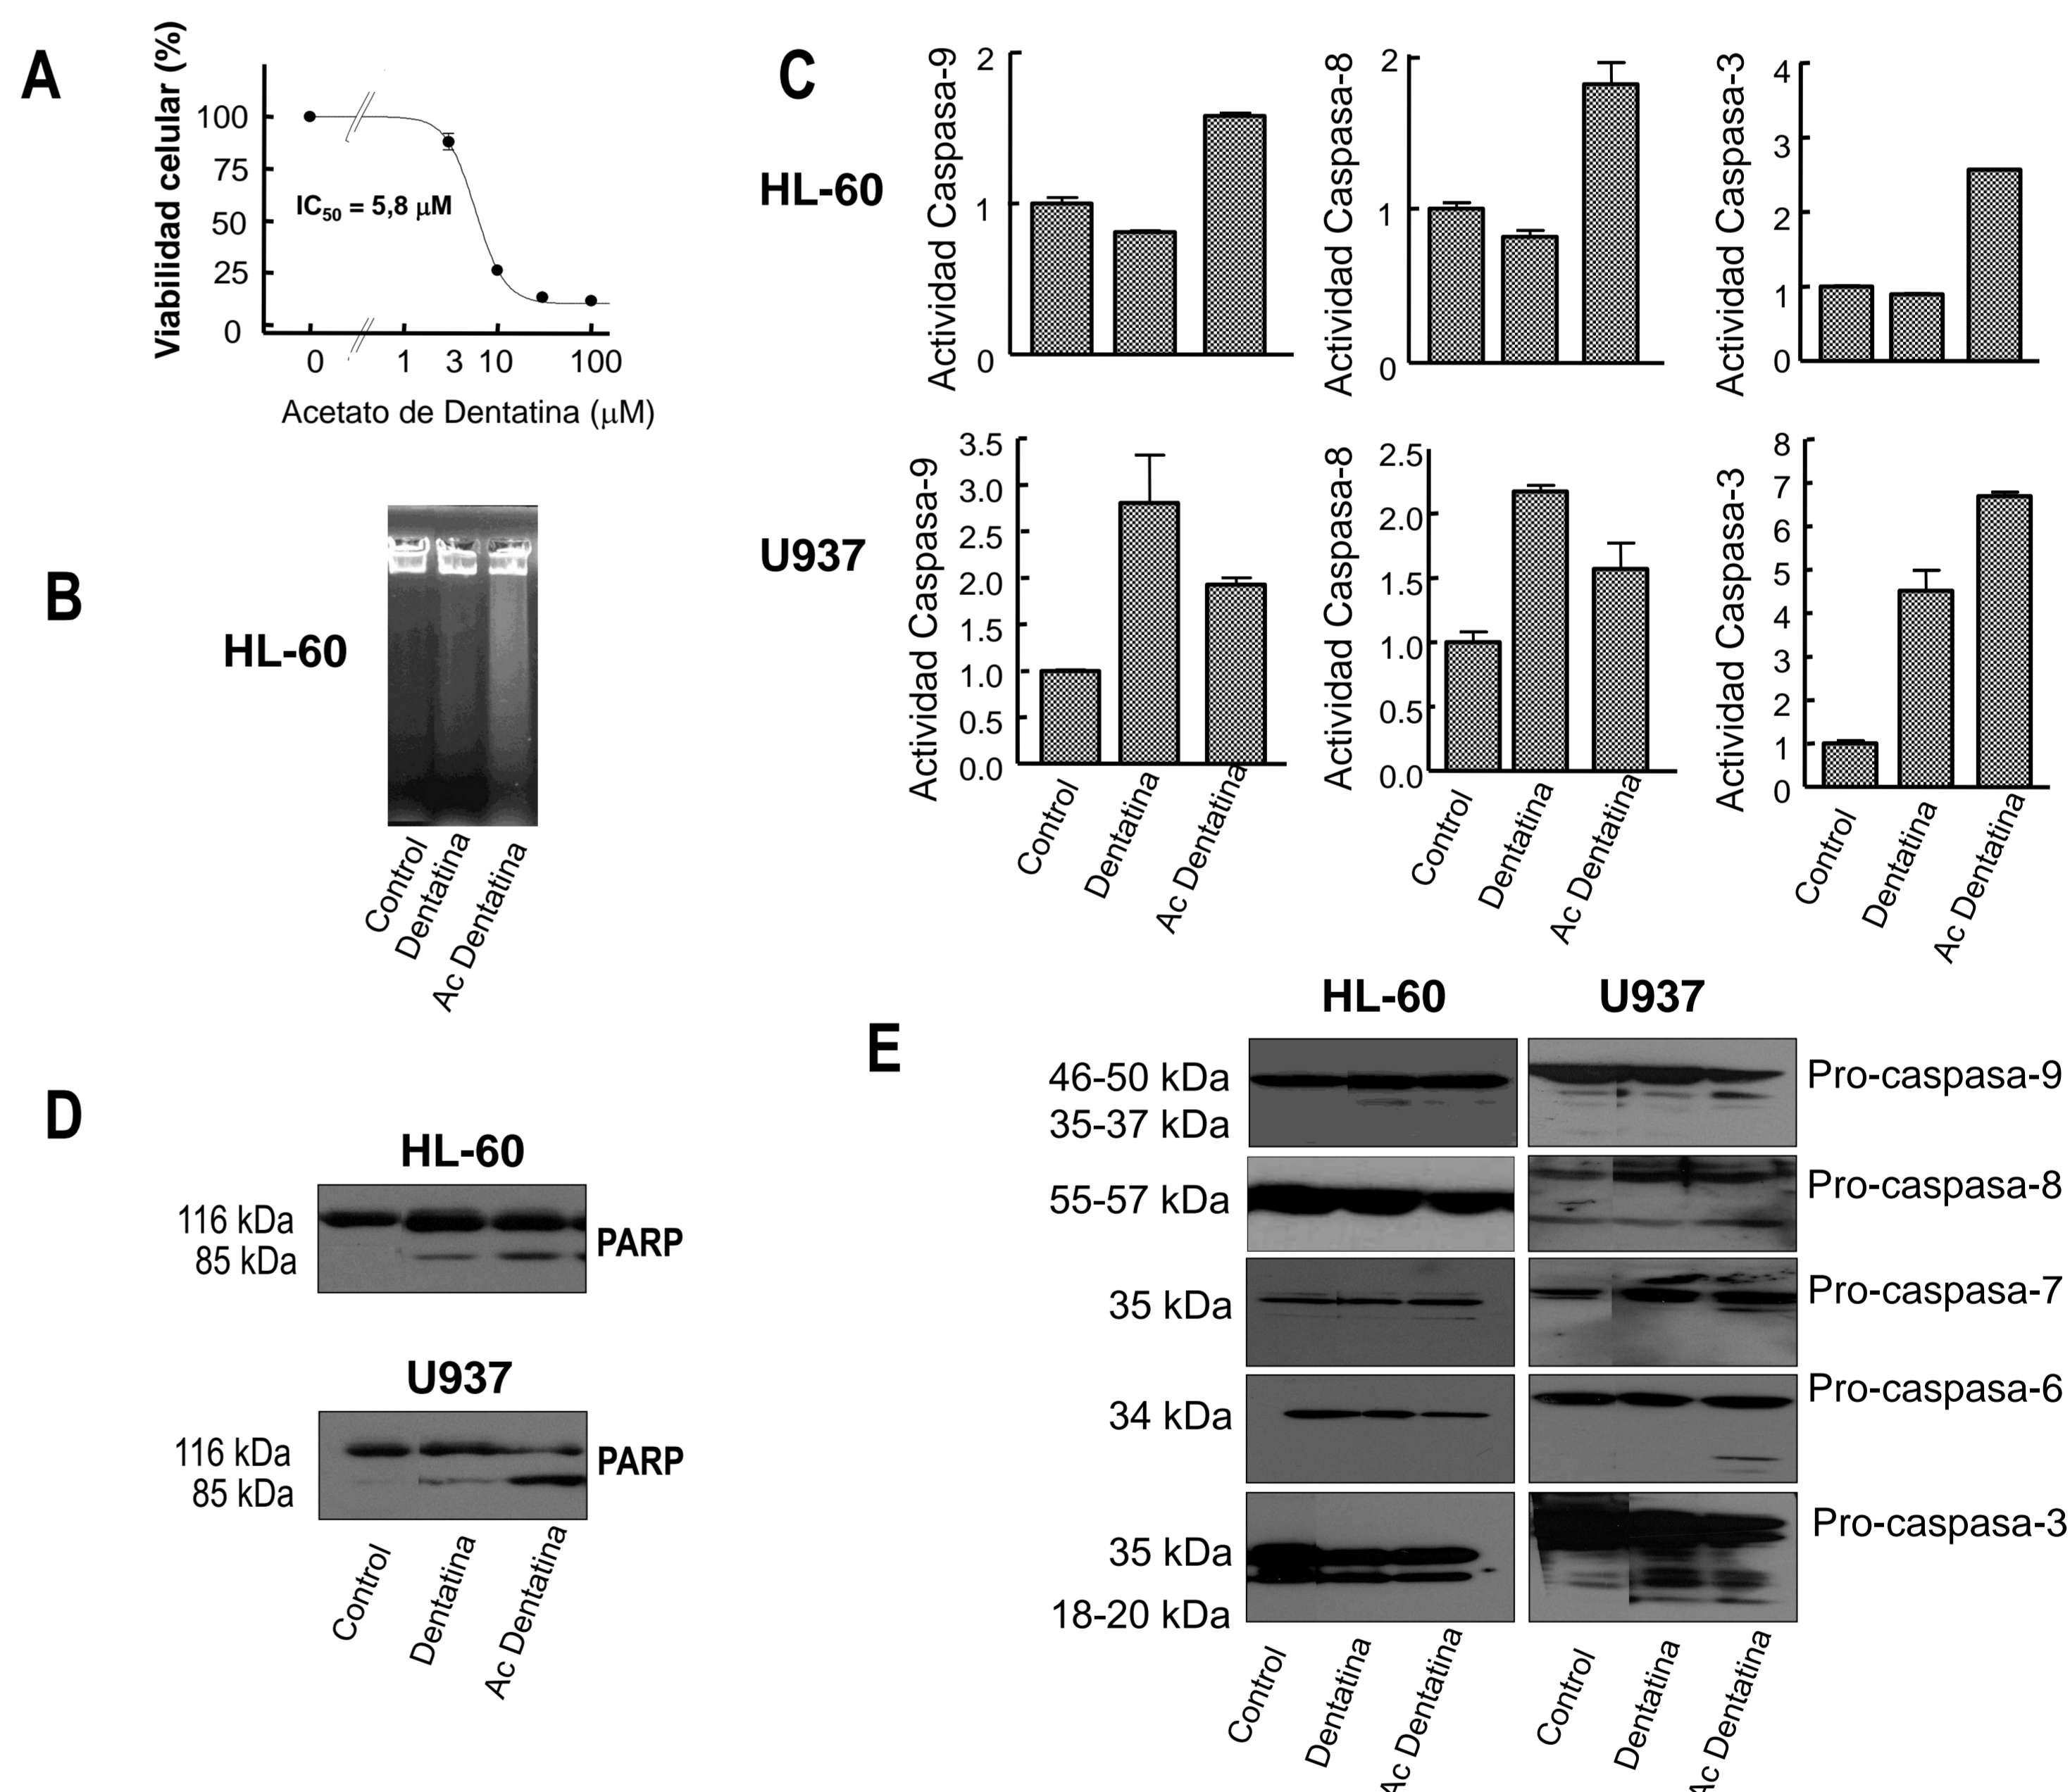 A
Viabilidad celular (%)
100
75
50
25
0
IC50 = 5,8 µM
0 1 3 10 100
Acetato de Dentatina (µM)
B
HL-60
Control
Dentatina
Ac Dentatina
C
HL-60
Actividad Caspasa-9
2
1
0
Actividad Caspasa-8
2
1
0
Actividad Caspasa-3
4
3
2
1
0
U937
Actividad Caspasa-9
3.5
3.0
2.5
2.0
1.5
1.0
0.5
0.0
Control
Dentatina
Ac Dentatina
Actividad Caspasa-8
2.5
2.0
1.5
1.0
0.5
0.0
Control
Dentatina
Ac Dentatina
Actividad Caspasa-3
8
7
6
5
4
3
2
1
0
Control
Dentatina
Ac Dentatina
D
HL-60
116 kDa
85 kDa
PARP
U937
116 kDa
85 kDa
PARP
Control
Dentatina
Ac Dentatina
E
HL-60 U937
46-50 kDa
35-37 kDa
Pro-caspasa-9
55-57 kDa
Pro-caspasa-8
35 kDa
Pro-caspasa-7
34 kDa
Pro-caspasa-6
35 kDa
18-20 kDa
Pro-caspasa-3
Control
Dentatina
Ac Dentatina
Control
Dentatina
Ac Dentatina